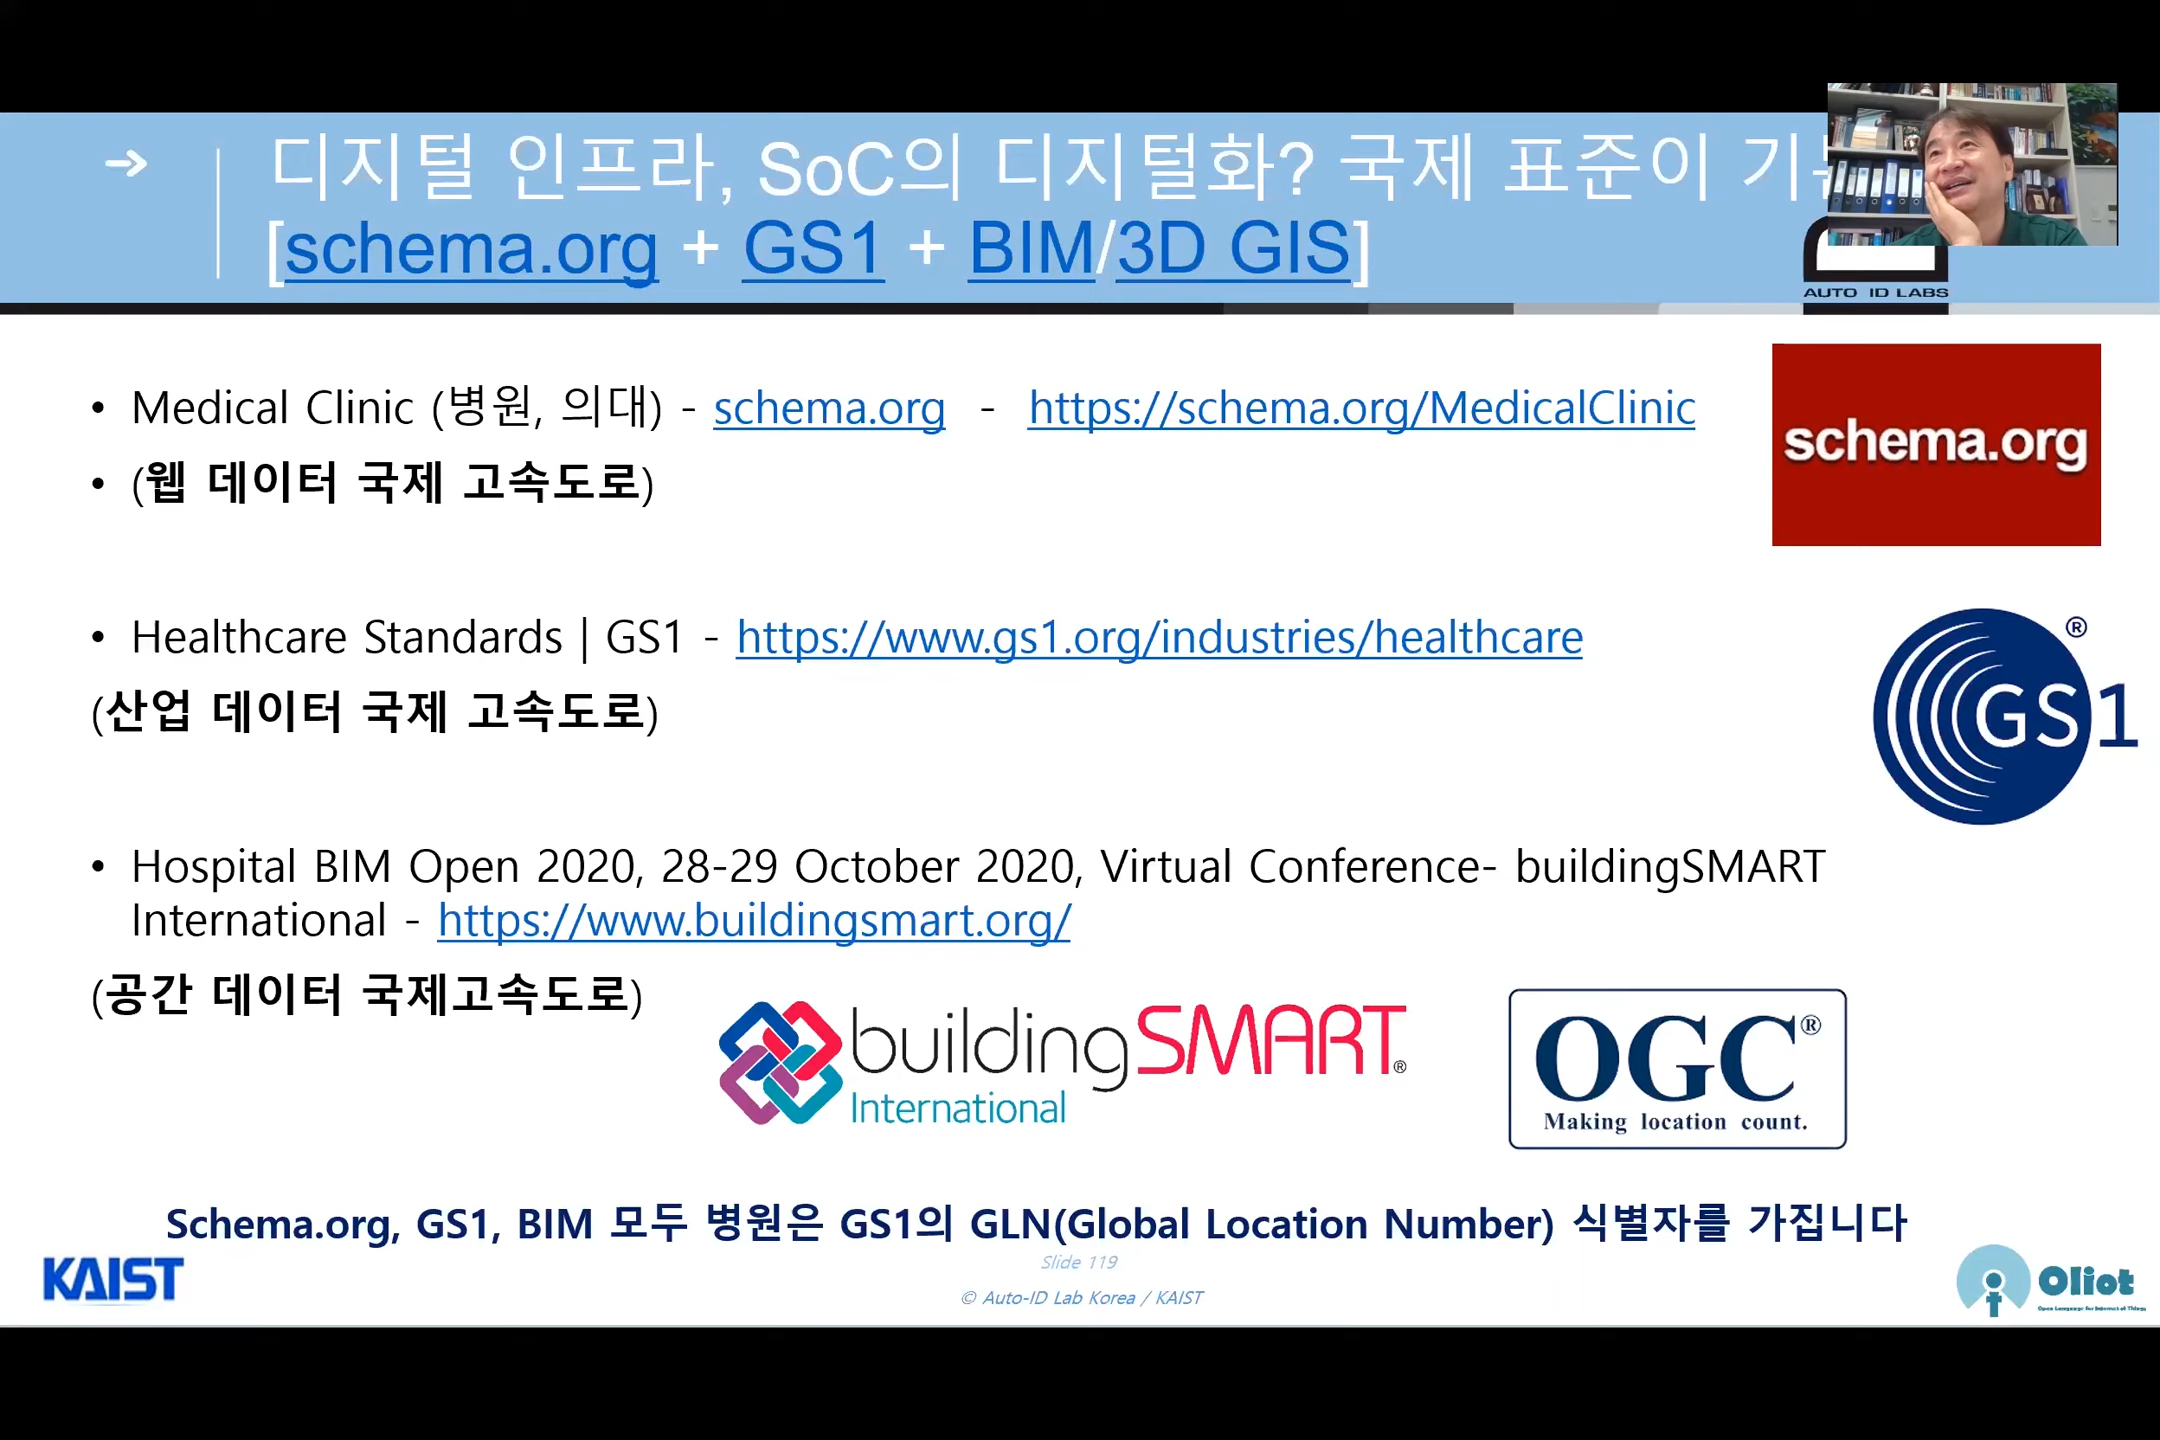 디지털 인프라, SoC의 디지털화? 국제 표준이
[schema.org + GS1 + BIM/3D GIS]
AUTO ID LABS
• Medical Clinic (병원, 의대) - schema.org - https://schema.org/MedicalClinic
• (웹 데이터 국제 고속도로)
schema.org
• Healthcare Standards | GS1 - https://www.gs1.org/industries/healthcare
(산업 데이터 국제 고속도로)
GS1®
• Hospital BIM Open 2020, 28-29 October 2020, Virtual Conference- buildingSMART
International - https://www.buildingsmart.org/
(공간 데이터 국제고속도로)
buildingSMART®
International
OGC®
Making location count.
Schema.org, GS1, BIM 모두 병원은 GS1의 GLN(Global Location Number) 식별자를 가집니다
Slide 119
© Auto-ID Lab Korea / KAIST
KAIST
Oliot
Open Language for Internet of Things